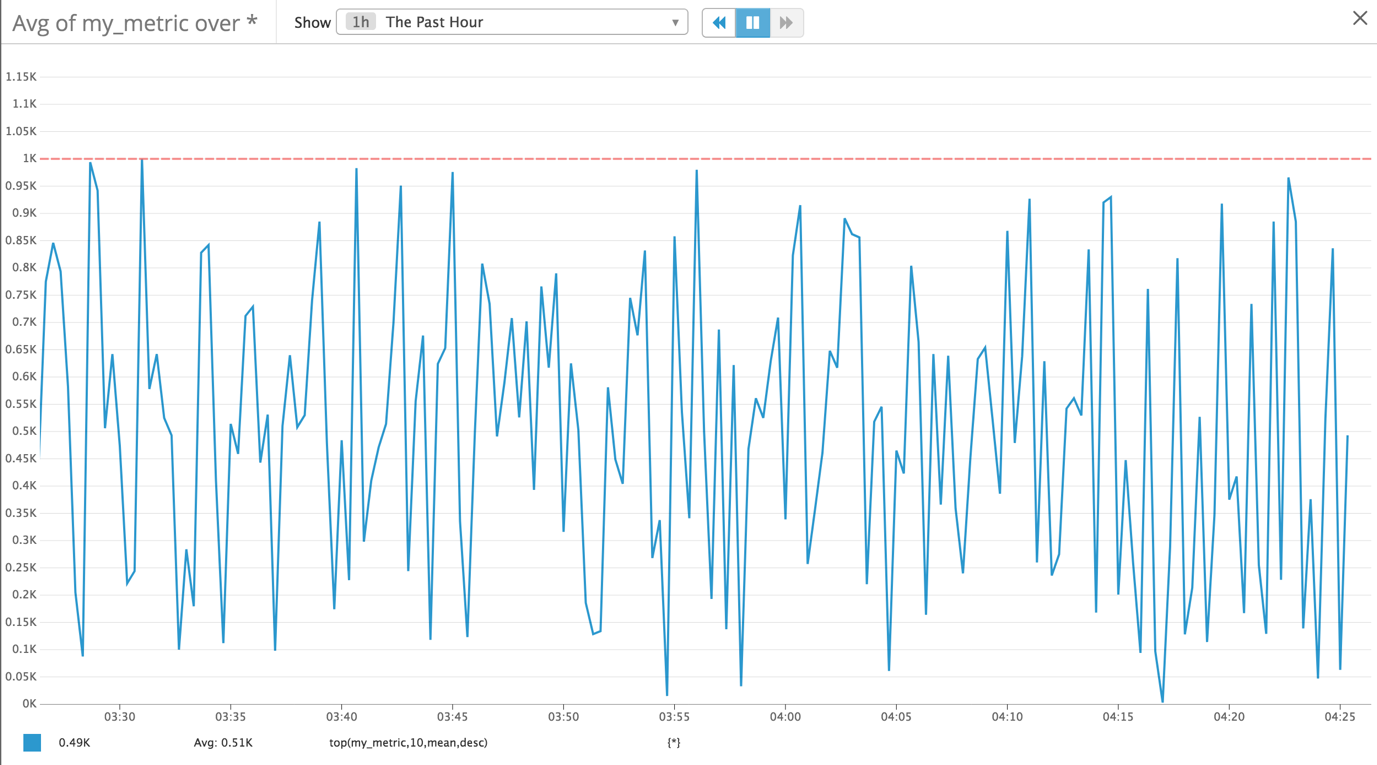 Avg of my_metric over *
Show 1h The Past Hour
1.15K
1.1K
1.05K
1K
0.95K
0.9K
0.85K
0.8K
0.75K
0.7K
0.65K
0.6K
0.55K
0.5K
0.45K
0.4K
0.35K
0.3K
0.25K
0.2K
0.15K
0.1K
0.05K
0K
03:30 03:35 03:40 03:45 03:50 03:55 04:00 04:05 04:10 04:15 04:20 04:25
0.49K Avg: 0.51K top(my_metric,10,mean,desc) {*}